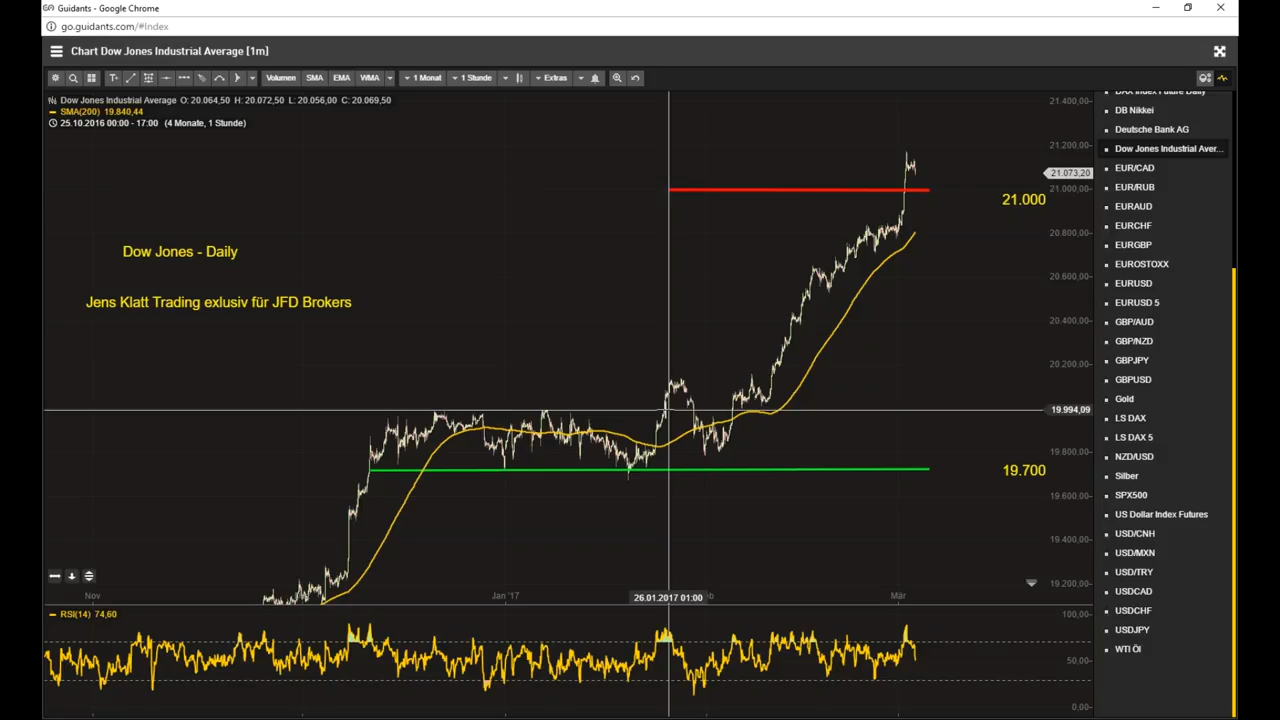 Guidants - Google Chrome
go.guidants.com/#Index
Chart Dow Jones Industrial Average [1m]
Volumen SMA EMA WMA 1 Monat 1 Stunde Extras
Dow Jones Industrial Average O: 20.064,50 H: 20.072,50 L: 20.056,00 C: 20.069,50
SMA(200) 19.840,44
25.10.2016 00:00 - 17:00 (4 Monate, 1 Stunde)
21.400,00
21.200,00
21.073,20
21.000,00
21.000
20.800,00
Dow Jones - Daily
20.600,00
Jens Klatt Trading exlusiv für JFD Brokers
20.400,00
20.200,00
19.994,09
19.800,00
19.700
19.600,00
19.400,00
19.200,00
Nov
Jan '17
26.01.2017 01:00
Mär
RSI(14) 74,60
100,00
50,00
0,00
DAX Index Future Daily
DB Nikkei
Deutsche Bank AG
Dow Jones Industrial Aver...
EUR/CAD
EUR/RUB
EURAUD
EURCHF
EURGBP
EUROSTOXX
EURUSD
EURUSD 5
GBP/AUD
GBP/NZD
GBPJPY
GBPUSD
Gold
LS DAX
LS DAX 5
NZD/USD
Silber
SPX500
US Dollar Index Futures
USD/CNH
USD/MXN
USD/TRY
USDCAD
USDCHF
USDJPY
WTI Öl